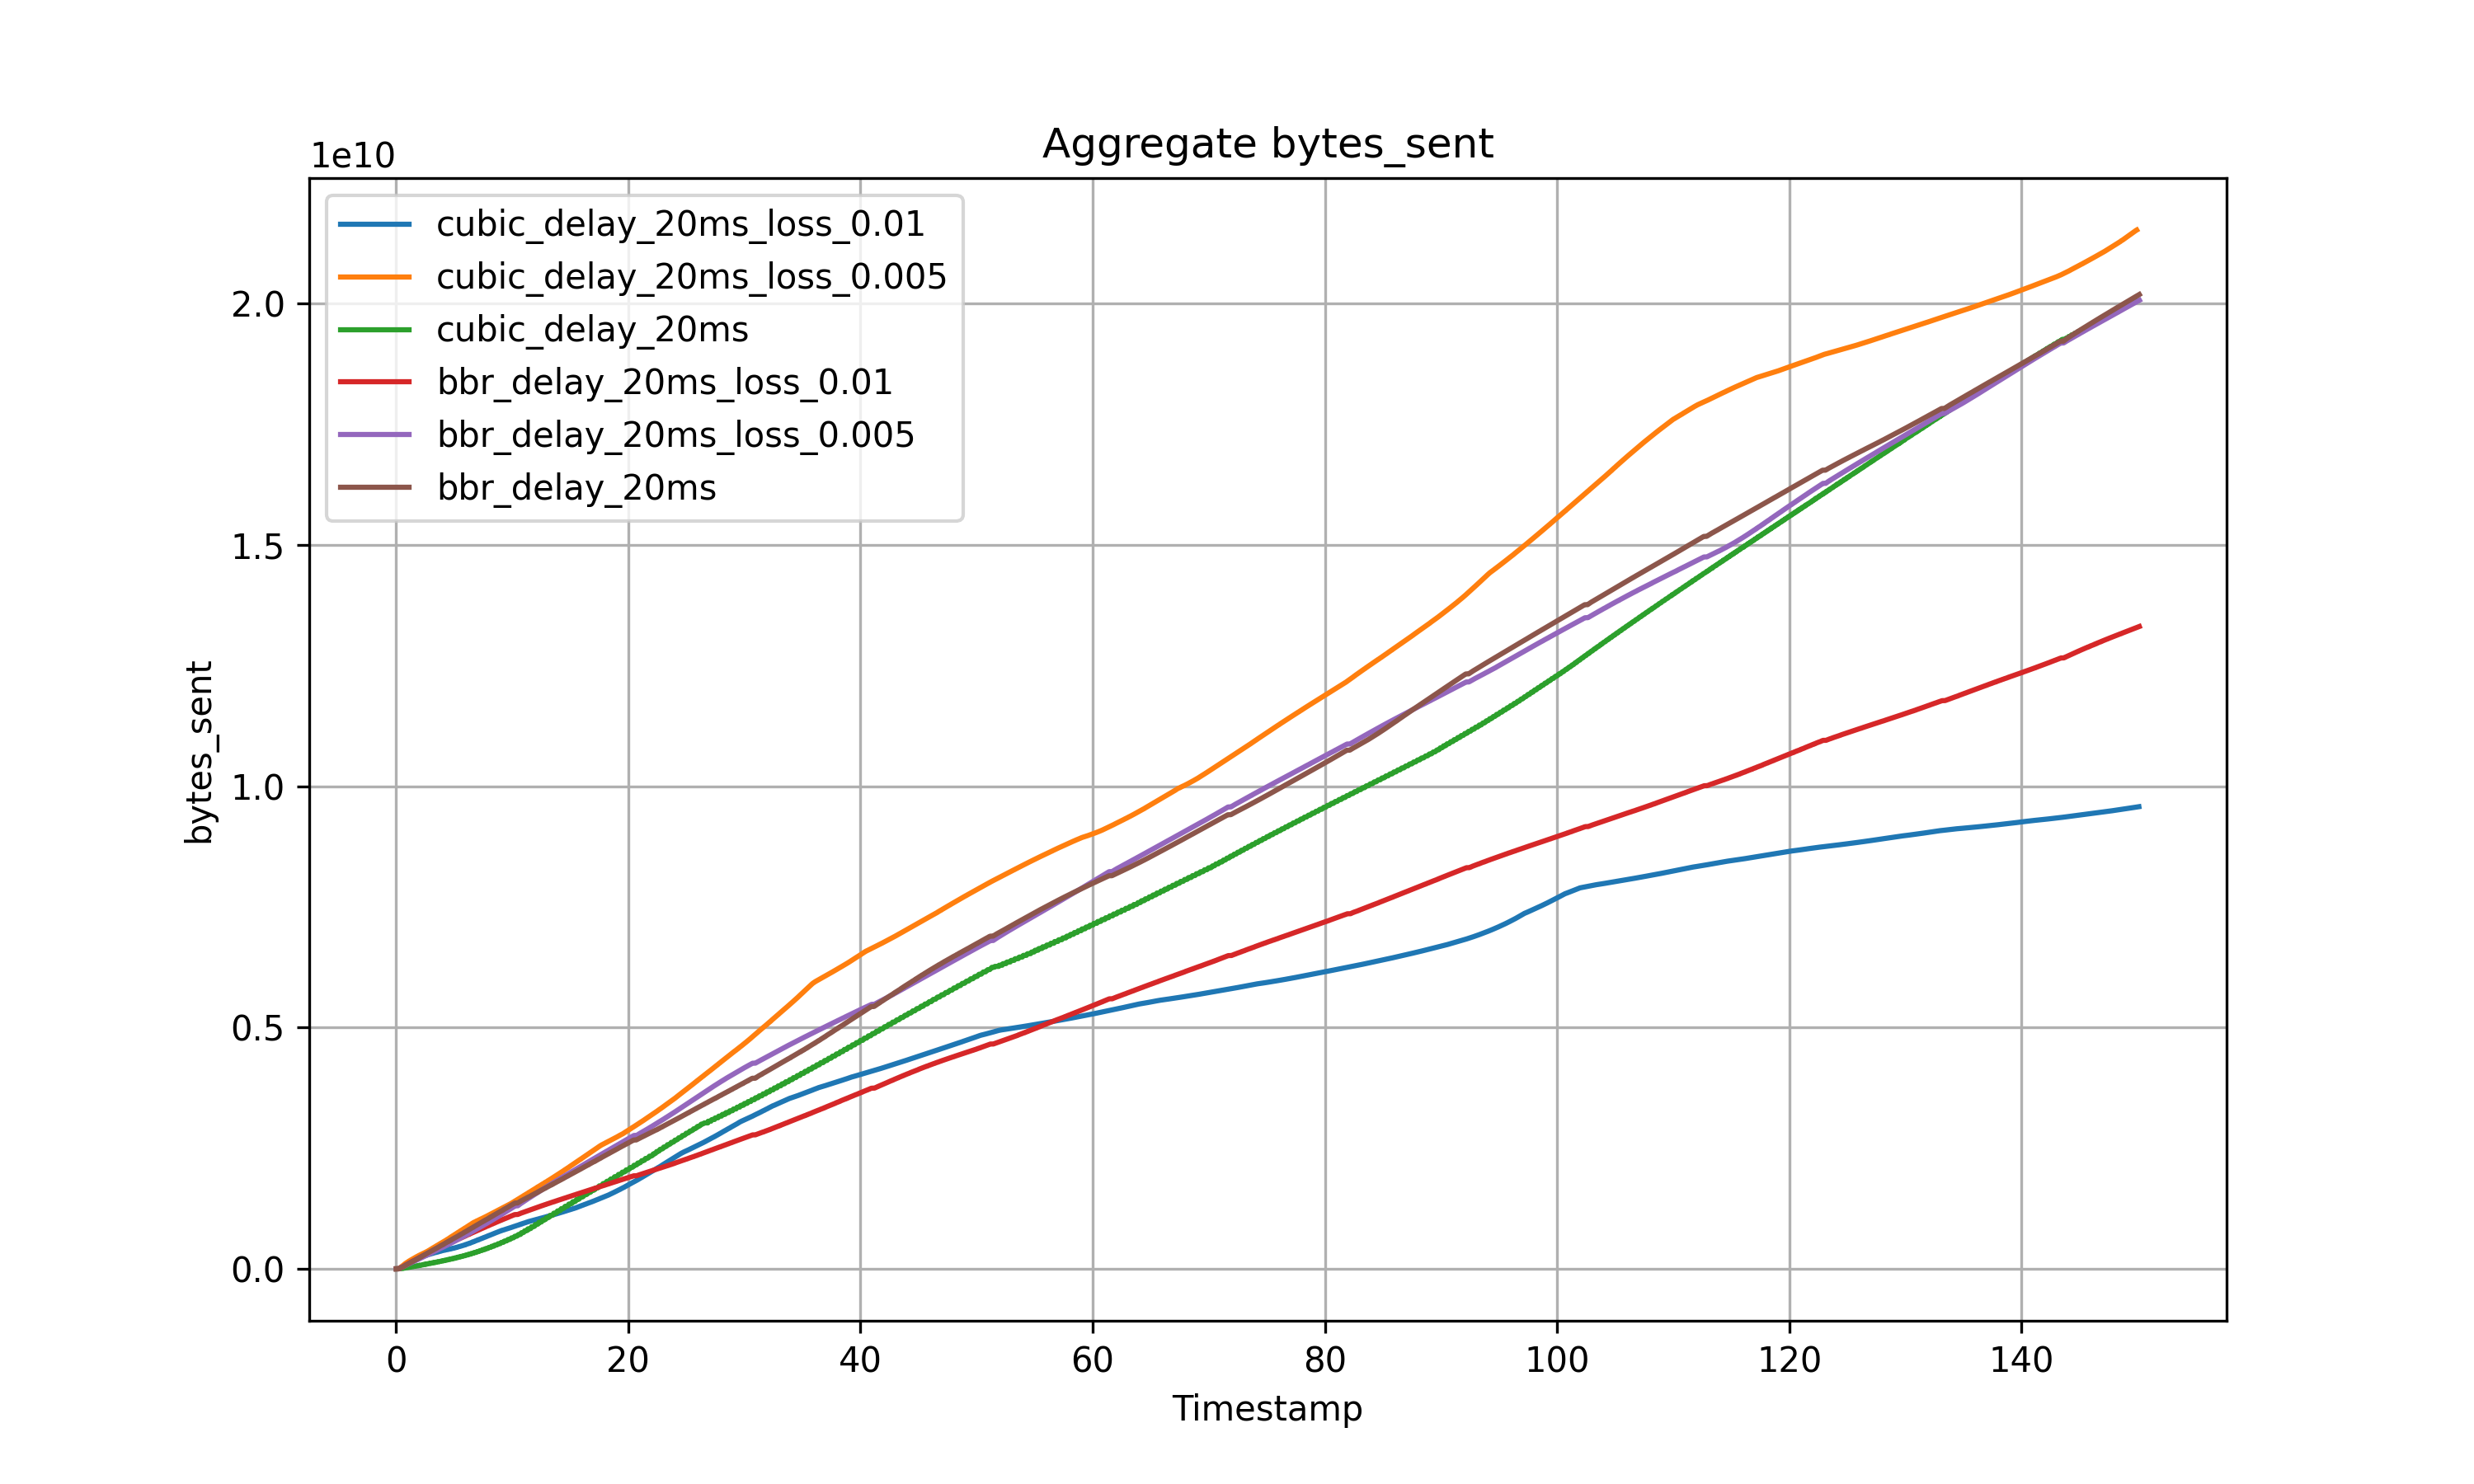 Aggregate bytes_sent
1e10
cubic_delay_20ms_loss_0.01
cubic_delay_20ms_loss_0.005
cubic_delay_20ms
bbr_delay_20ms_loss_0.01
bbr_delay_20ms_loss_0.005
bbr_delay_20ms
2.0
1.5
1.0
0.5
0.0
bytes_sent
0 20 40 60 80 100 120 140
Timestamp